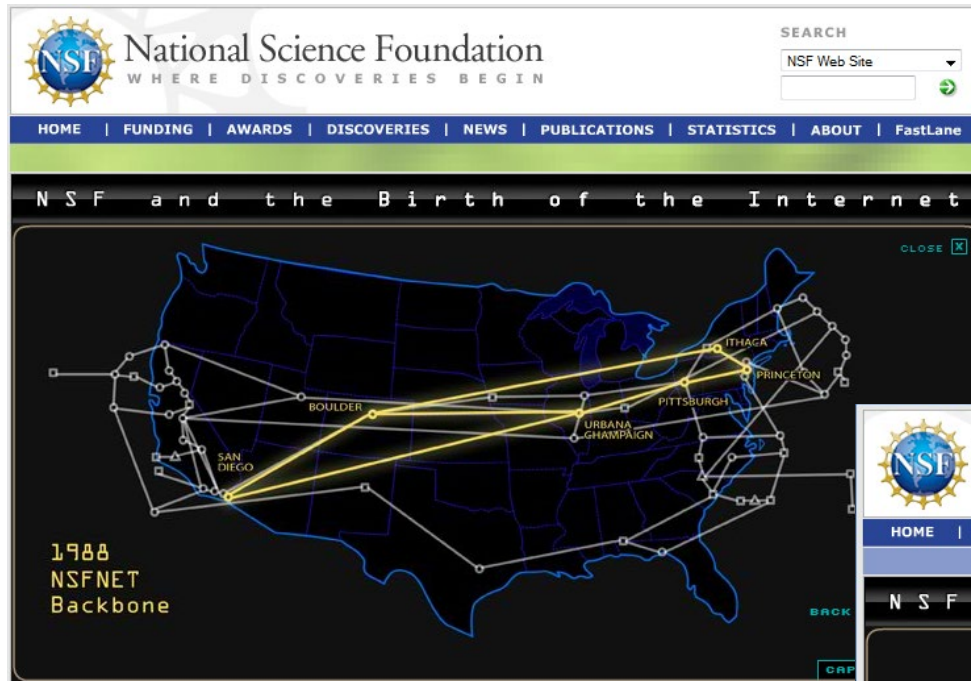 NSF
National Science Foundation
WHERE DISCOVERIES BEGIN
SEARCH
NSF Web Site
HOME | FUNDING | AWARDS | DISCOVERIES | NEWS | PUBLICATIONS | STATISTICS | ABOUT | FastLane
NSF and the Birth of the Internet
CLOSE X
ITHACA
PRINCETON
BOULDER
PITTSBURGH
URBANA
CHAMPAIGN
SAN
DIEGO
1988
NSFNET
Backbone
BACK
CAP
NSF
HOME |
NSF